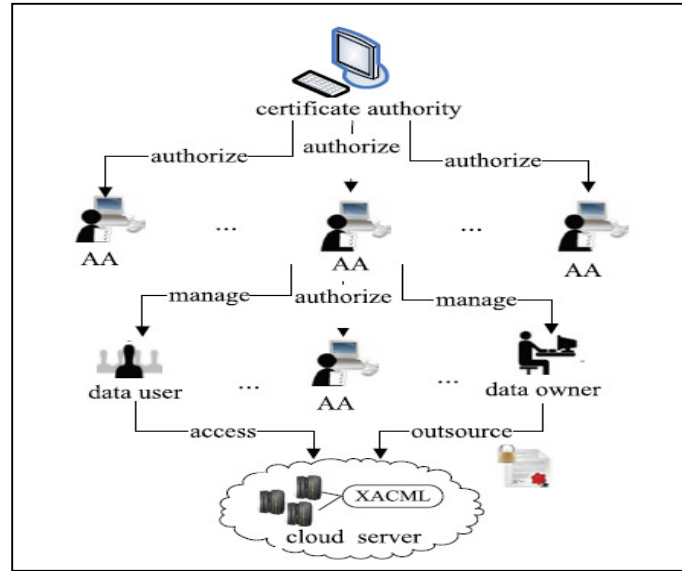 certificate authority
authorize authorize authorize
... ...
AA AA AA
manage authorize manage
data user ... AA ... data owner
access outsource
XACML
cloud server